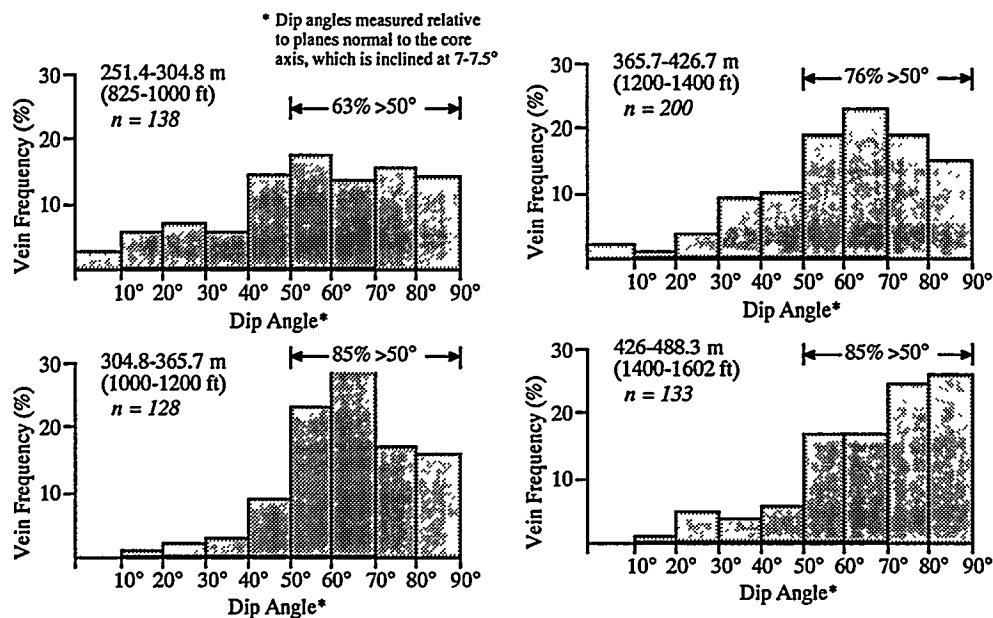 * Dip angles measured relative
to planes normal to the core
axis, which is inclined at 7-7.5°
251.4-304.8 m
(825-1000 ft)
n = 138
63% >50°
Vein Frequency (%)
30
20
10
10° 20° 30° 40° 50° 60° 70° 80° 90°
Dip Angle*
365.7-426.7 m
(1200-1400 ft)
n = 200
76% >50°
Vein Frequency (%)
30
20
10
10° 20° 30° 40° 50° 60° 70° 80° 90°
Dip Angle*
304.8-365.7 m
(1000-1200 ft)
n = 128
85% >50°
Vein Frequency (%)
30
20
10
10° 20° 30° 40° 50° 60° 70° 80° 90°
Dip Angle*
426-488.3 m
(1400-1602 ft)
n = 133
85% >50°
Vein Frequency (%)
30
20
10
10° 20° 30° 40° 50° 60° 70° 80° 90°
Dip Angle*